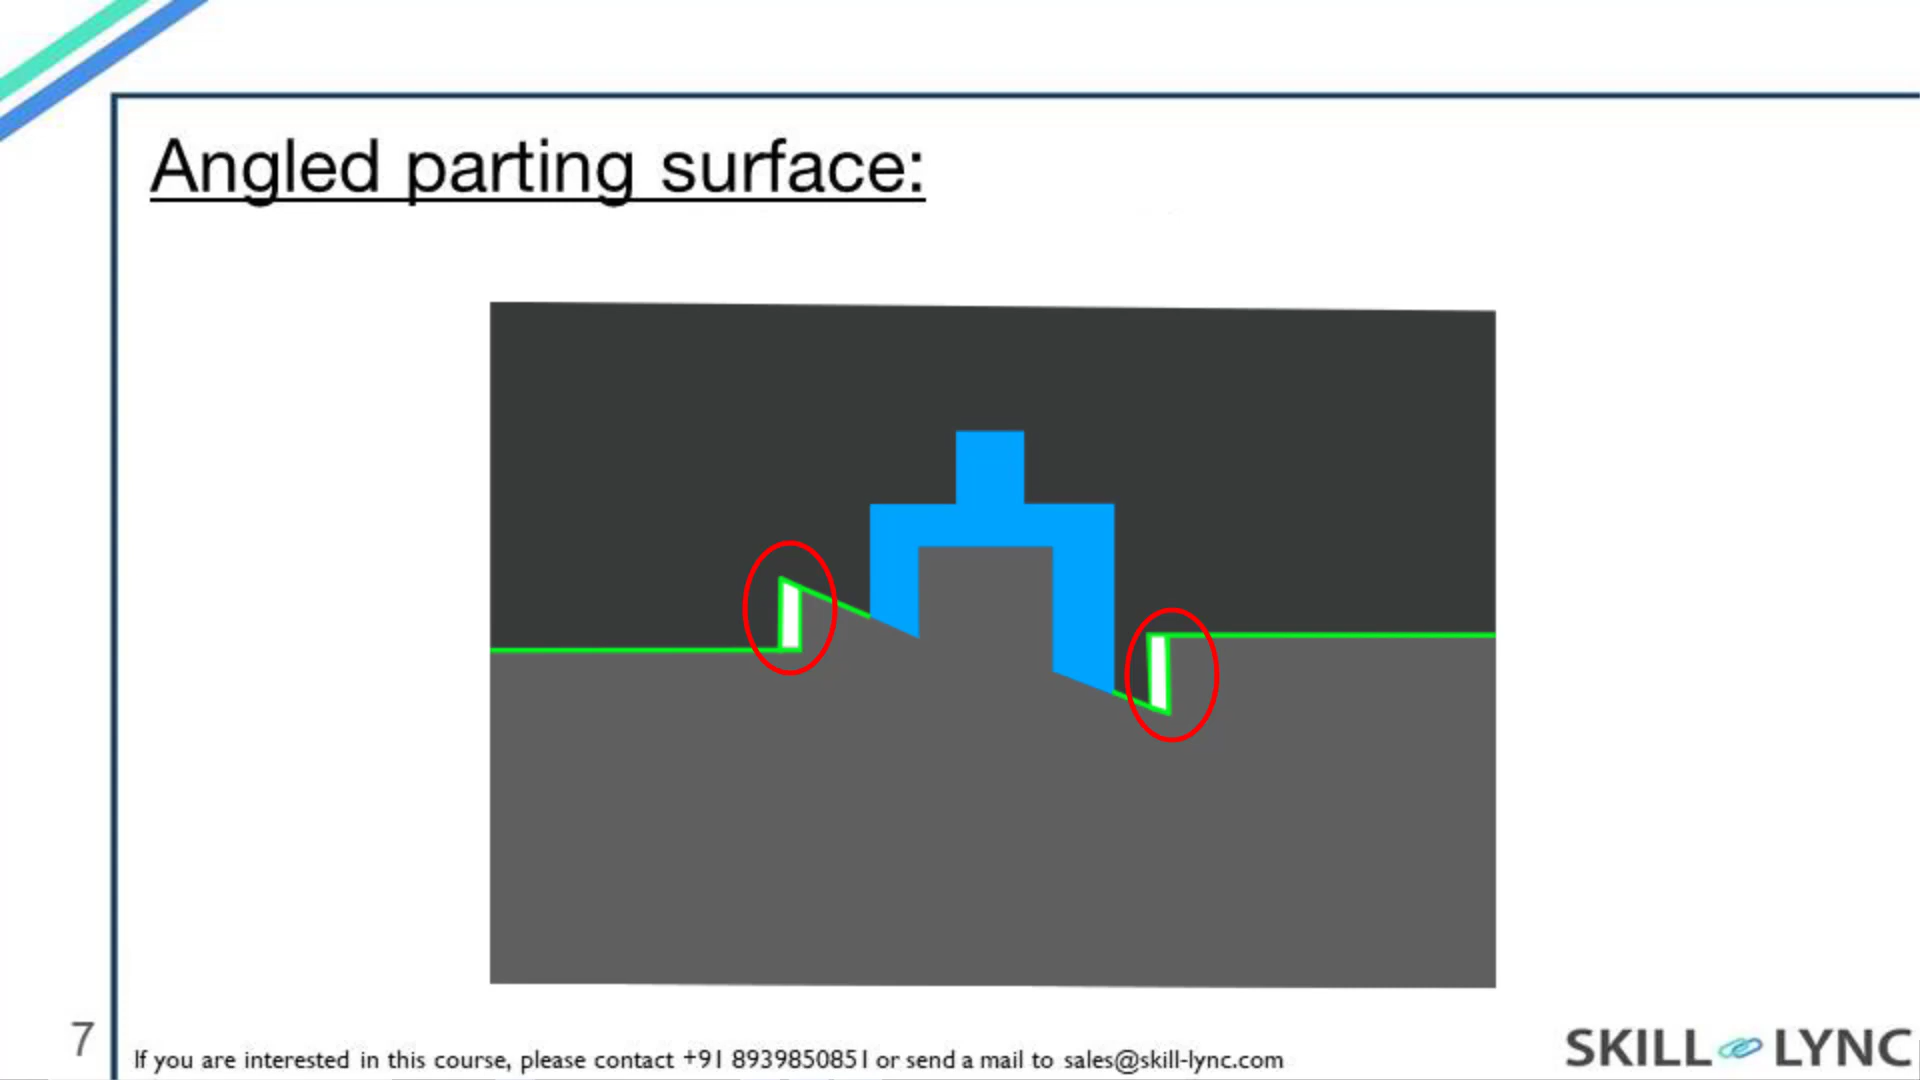 Angled parting surface:
7
If you are interested in this course, please contact +91 8939850851 or send a mail to sales@skill-lync.com
SKILL LYNC